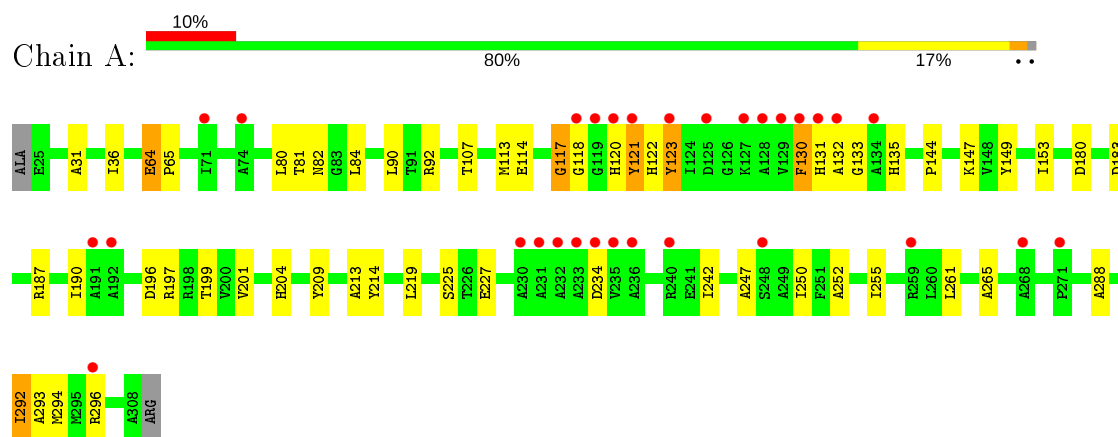 10%
Chain A:
80% 17% • •
ALA E25 A31 I36 E64 P65 I71 A74 L80 T81 N82 G83 L84 L90 T91 R92 T107 M113 E114 G117 G118 G119 H120 Y121 H122 Y123 I124 D125 G126 K127 A128 V129 F130 H131 A132 G133 A134 H135 P144 K147 V148 Y149 I153 D180 D183
R187 I190 A191 A192 D196 R197 R198 T199 V200 V201 H204 Y209 A213 Y214 L219 S225 T226 E227 A230 A231 A232 A233 D234 V235 A236 R240 E241 I242 A247 S248 A249 I250 F251 A252 I255 R259 L260 L261 A265 A268 P271 A288
I292 A293 M294 M295 R296 A308 ARG